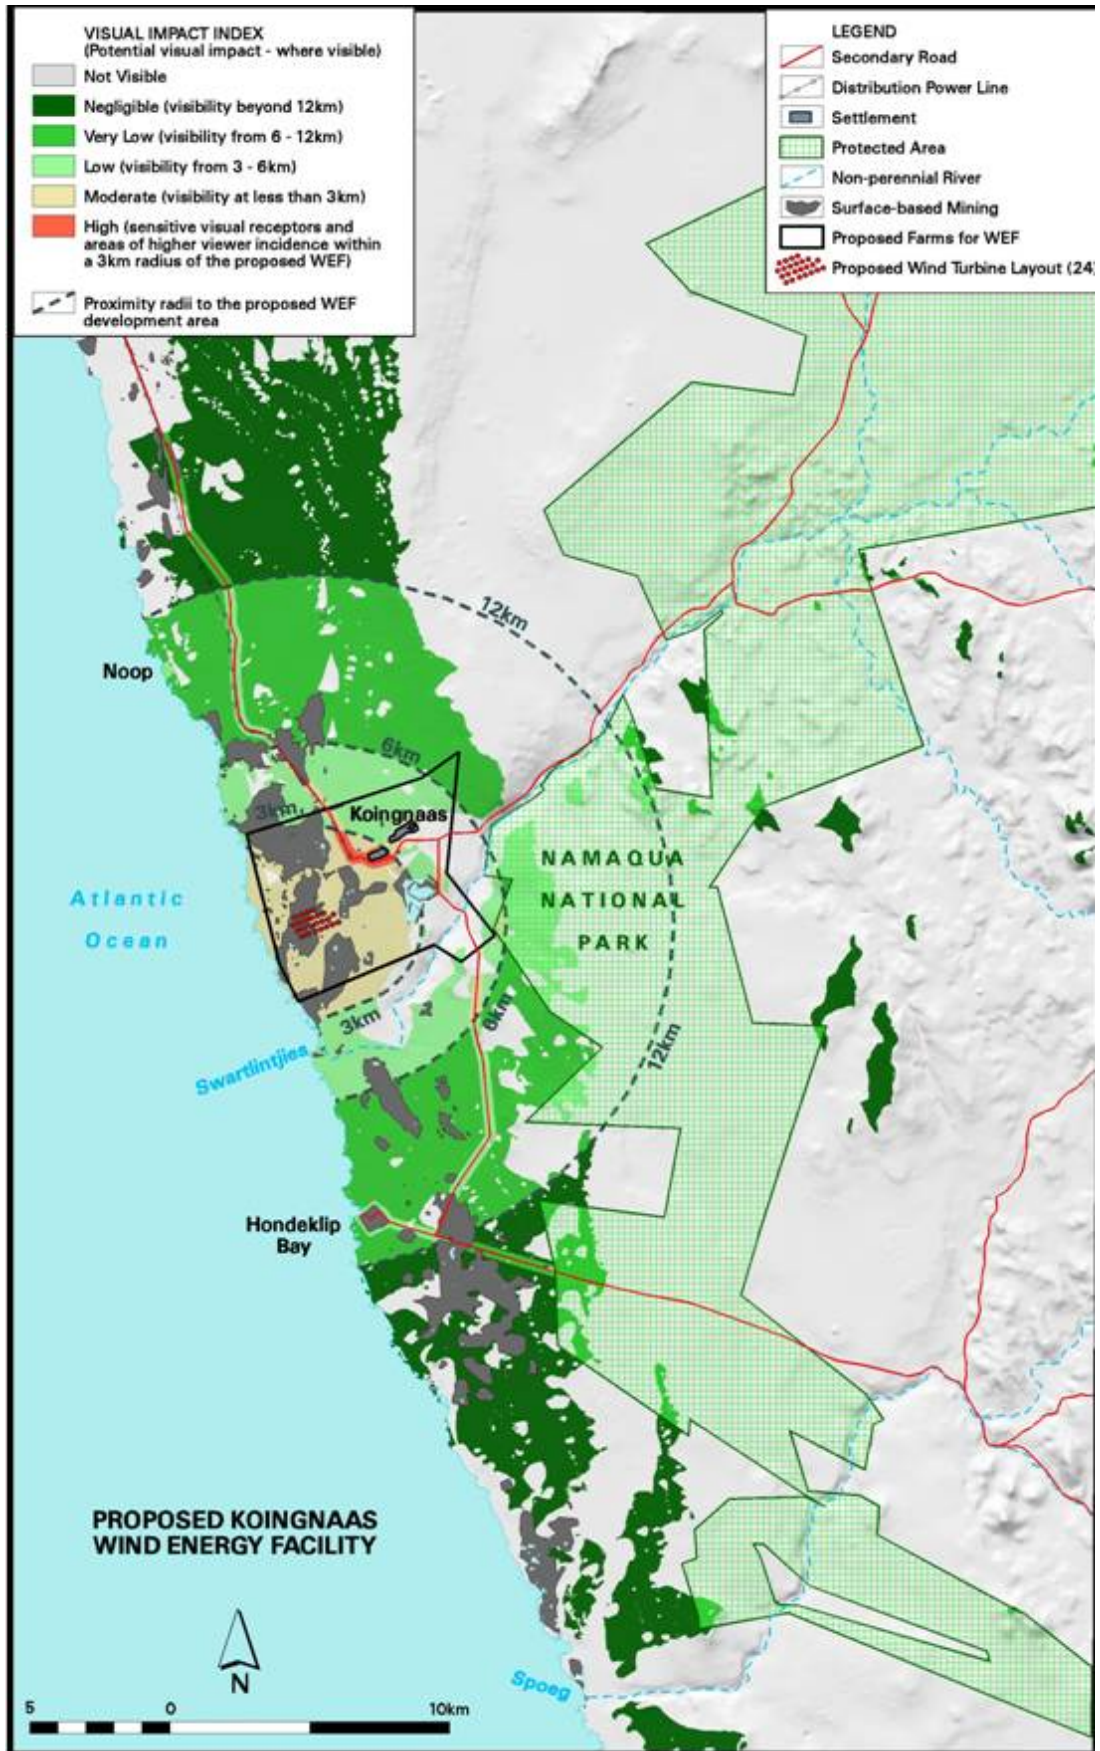 VISUAL IMPACT INDEX
(Potential visual impact - where visible)
Not Visible
Negligible (visibility beyond 12km)
Very Low (visibility from 6 - 12km)
Low (visibility from 3 - 6km)
Moderate (visibility at less than 3km)
High (sensitive visual receptors and
areas of higher viewer incidence within
a 3km radius of the proposed WEF)
Proximity radii to the proposed WEF
development area
LEGEND
Secondary Road
Distribution Power Line
Settlement
Protected Area
Non-perennial River
Surface-based Mining
Proposed Farms for WEF
Proposed Wind Turbine Layout (24)
12km
Noop
6km
3km
Koingnaas
NAMAQUA
NATIONAL
PARK
Atlantic
Ocean
3km
6km
12km
Swartlintjies
Hondeklip
Bay
PROPOSED KOINGNAAS
WIND ENERGY FACILITY
N
Spoeg
5 0 10km